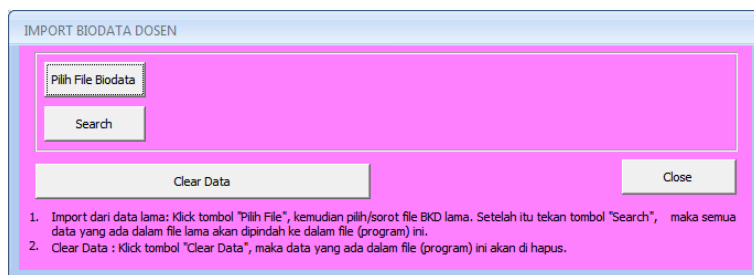 IMPORT BIODATA DOSEN
Pilih File Biodata
Search
Clear Data
Close
1. Import dari data lama: Klick tombol "Pilih File", kemudian pilih/sorot file BKD lama. Setelah itu tekan tombol "Search", maka semua
data yang ada dalam file lama akan dipindah ke dalam file (program) ini.
2. Clear Data : Klick tombol "Clear Data", maka data yang ada dalam file (program) ini akan di hapus.